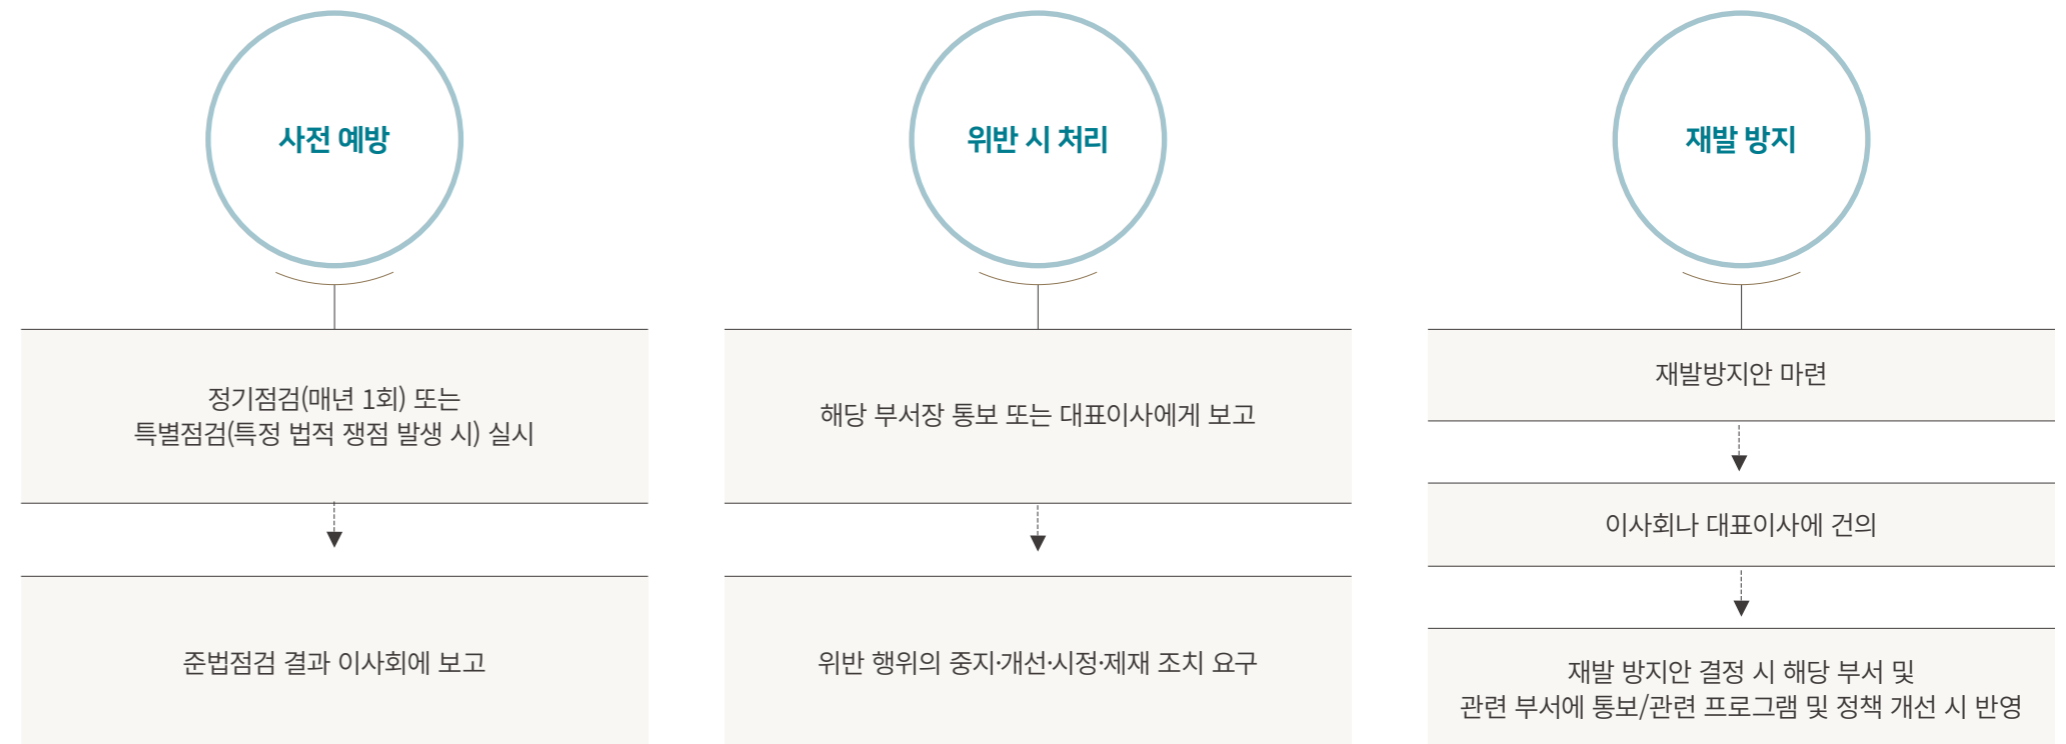 사전 예방
정기점검(매년 1회) 또는
특별점검(특정 법적 쟁점 발생 시) 실시
준법점검 결과 이사회에 보고
위반 시 처리
해당 부서장 통보 또는 대표이사에게 보고
위반 행위의 중지·개선·시정·제재 조치 요구
재발 방지
재발방지안 마련
이사회나 대표이사에 건의
재발 방지안 결정 시 해당 부서 및
관련 부서에 통보/관련 프로그램 및 정책 개선 시 반영